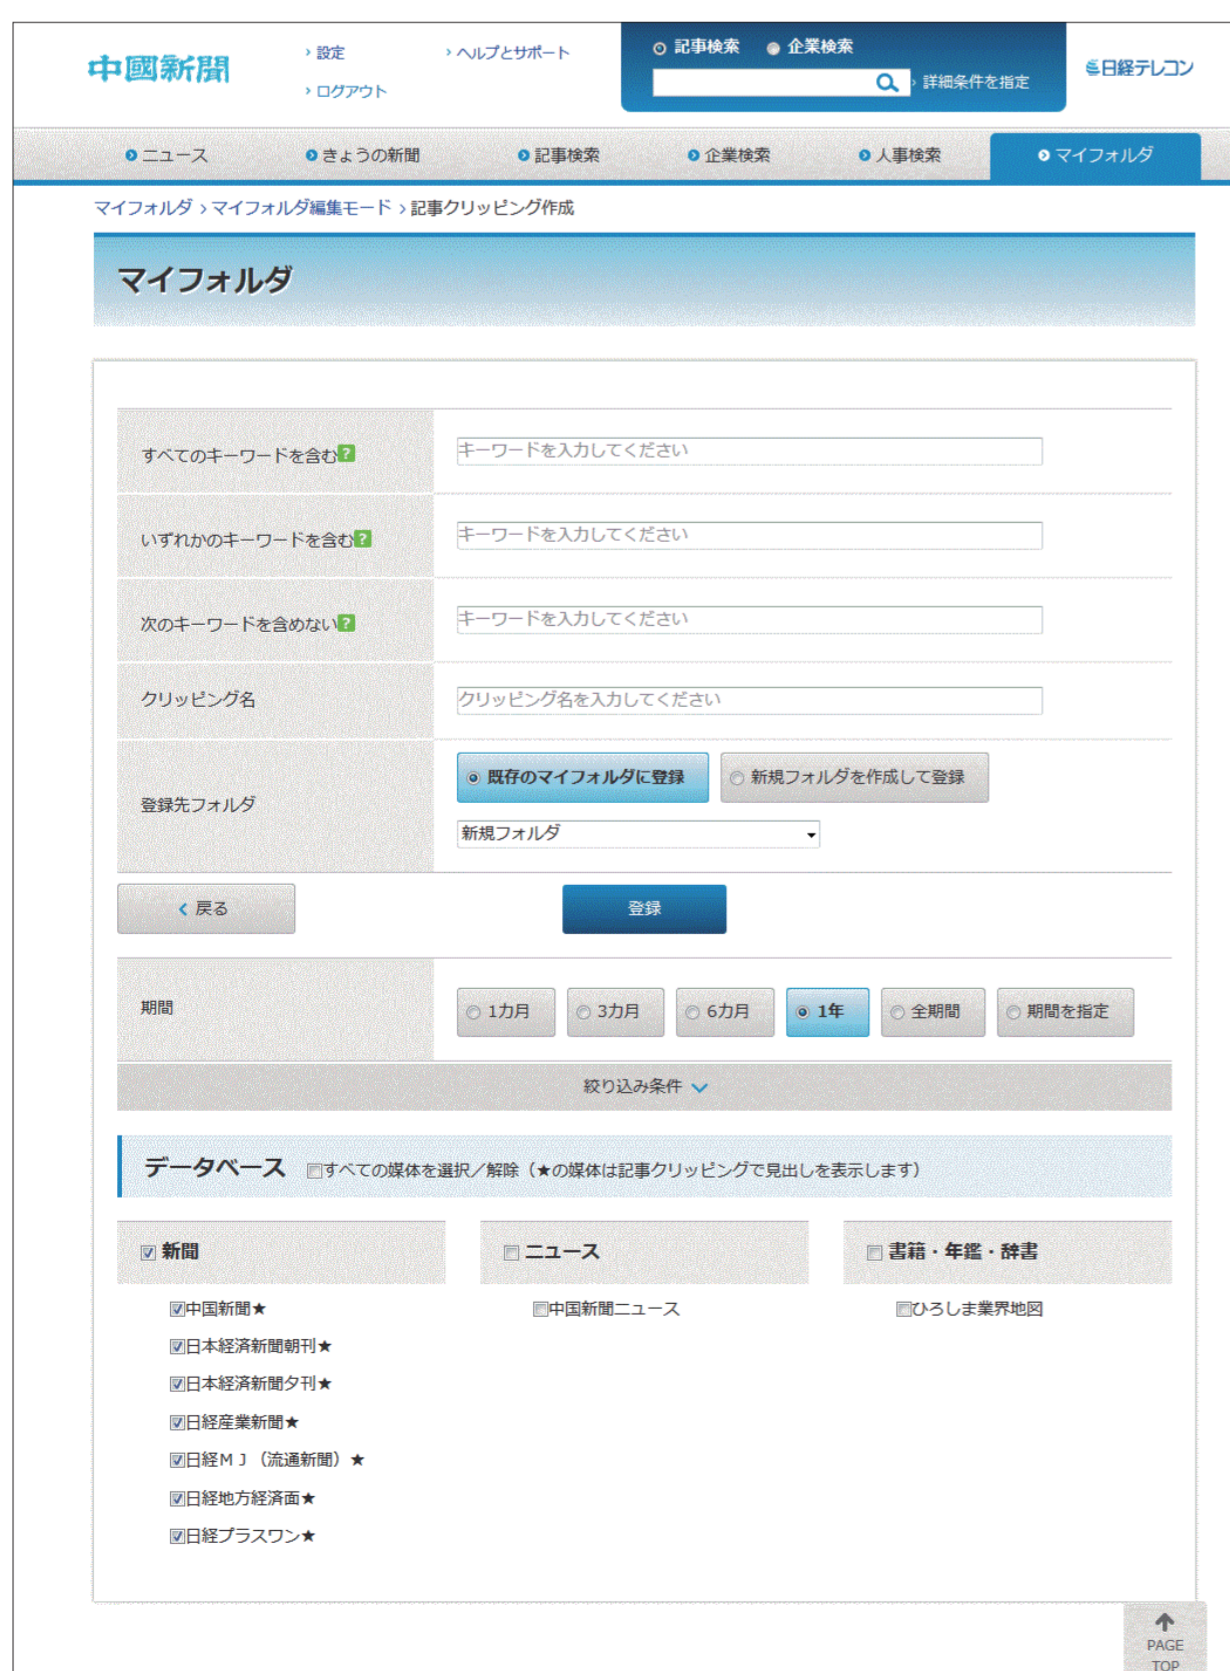 中國新聞
› 設定
› ヘルプとサポート
› ログアウト
記事検索 企業検索
› 詳細条件を指定
日経テレコン
ニュース きょうの新聞 記事検索 企業検索 人事検索 マイフォルダ
マイフォルダ › マイフォルダ編集モード › 記事クリッピング作成
マイフォルダ
すべてのキーワードを含む?
キーワードを入力してください
いずれかのキーワードを含む?
キーワードを入力してください
次のキーワードを含めない?
キーワードを入力してください
クリッピング名
クリッピング名を入力してください
登録先フォルダ
既存のマイフォルダに登録 新規フォルダを作成して登録
新規フォルダ
戻る
登録
期間
1カ月 3カ月 6カ月 1年 全期間 期間を指定
絞り込み条件
データベース すべての媒体を選択／解除（★の媒体は記事クリッピングで見出しを表示します）
新聞
中国新聞★
日本経済新聞朝刊★
日本経済新聞夕刊★
日経産業新聞★
日経ＭＪ（流通新聞）★
日経地方経済面★
日経プラスワン★
ニュース
中国新聞ニュース
書籍・年鑑・辞書
ひろしま業界地図
PAGE
TOP